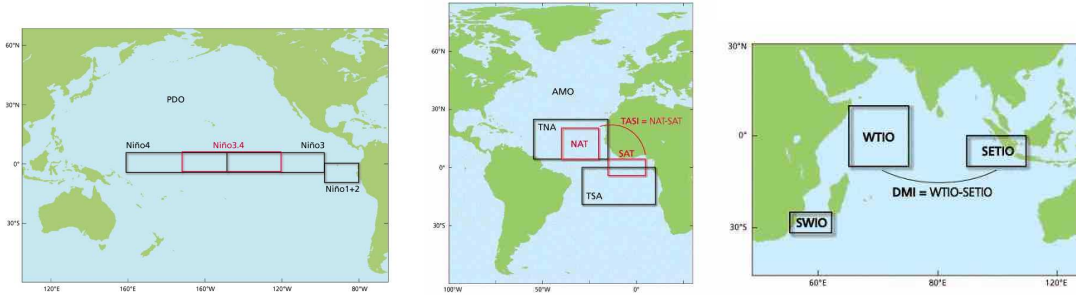 60°N
30°N
0°
30°S
PDO
Niño4
Niño3.4
Niño3
Niño1+2
120°E
160°E
160°W
120°W
80°W
60°N
30°N
0°
30°S
AMO
TNA
TASI = NAT-SAT
NAT
SAT
TSA
100°W
50°W
0°
30°N
0°
30°S
WTIO
SETIO
DMI = WTIO-SETIO
SWIO
60°E
80°E
120°E